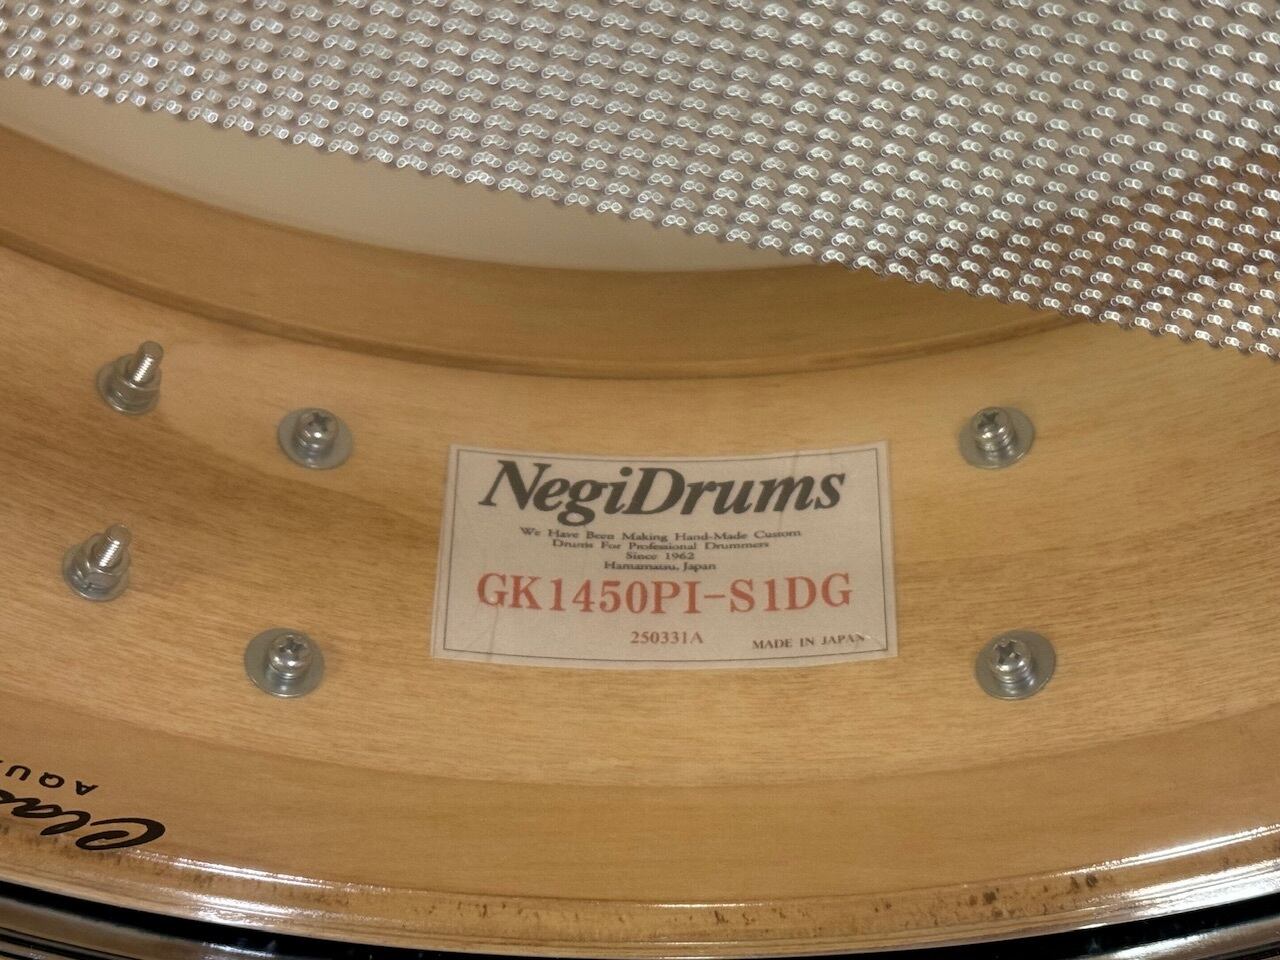 NegiDrums
We Have Been Making Hand-Made Custom
Drums For Professional Drummers
Since 1962
Hamamatsu, Japan
GK1450PI-S1DG
250331A
MADE IN JAPAN